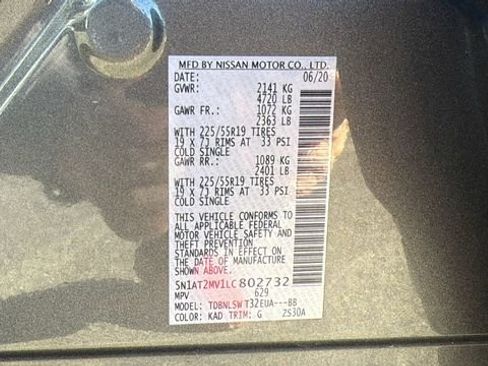 MFD BY NISSAN MOTOR CO., LTD.
DATE: 06/20
GVWR: 2141 KG
4720 LB
GAWR FR.: 1072 KG
2363 LB
WITH 225/55R19 TIRES
19 X 7J RIMS AT 33 PSI
COLD SINGLE
GAWR RR.: 1089 KG
2401 LB
WITH 225/55R19 TIRES
19 X 7J RIMS AT 33 PSI
COLD SINGLE
THIS VEHICLE CONFORMS TO
ALL APPLICABLE FEDERAL
MOTOR VEHICLE SAFETY AND
THEFT PREVENTION
STANDARDS IN EFFECT ON
THE DATE OF MANUFACTURE
SHOWN ABOVE.
5N1AT2MV1LC802732
MPV 629
MODEL: TDBNLSW T32EUA---BB
COLOR: KAD TRIM: G ZS30A